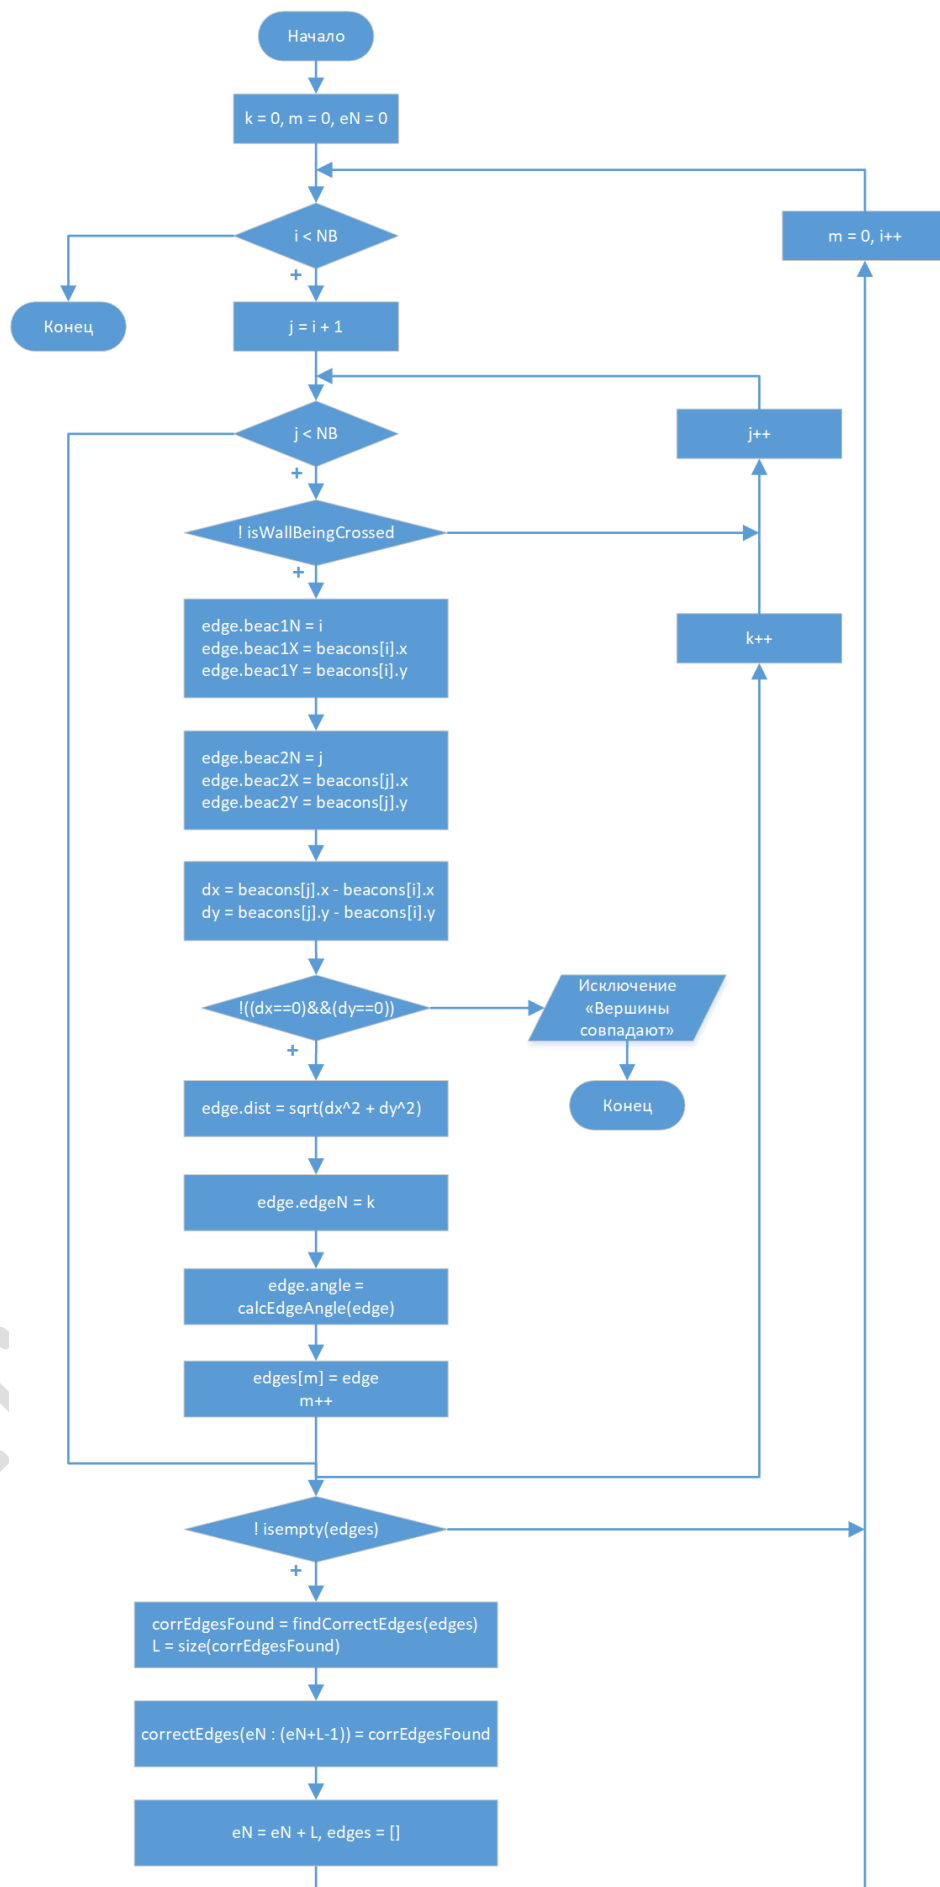 Начало
k = 0, m = 0, eN = 0
i < NB
m = 0, i++
+
Конец
j = i + 1
j < NB
j++
+
! isWallBeingCrossed
+
edge.beac1N = i
edge.beac1X = beacons[i].x
edge.beac1Y = beacons[i].y
k++
edge.beac2N = j
edge.beac2X = beacons[j].x
edge.beac2Y = beacons[j].y
dx = beacons[j].x - beacons[i].x
dy = beacons[j].y - beacons[i].y
!((dx==0)&&(dy==0))
Исключение
«Вершины
совпадают»
+
edge.dist = sqrt(dx^2 + dy^2)
Конец
edge.edgeN = k
edge.angle =
calcEdgeAngle(edge)
edges[m] = edge
m++
! isempty(edges)
+
corrEdgesFound = findCorrectEdges(edges)
L = size(corrEdgesFound)
correctEdges(eN : (eN+L-1)) = corrEdgesFound
eN = eN + L, edges = []